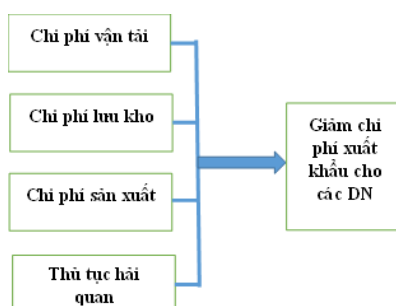 Chi phí vận tải
Chi phí lưu kho
Chi phí sản xuất
Thủ tục hải
quan
Giảm chi
phí xuất
khẩu cho
các DN